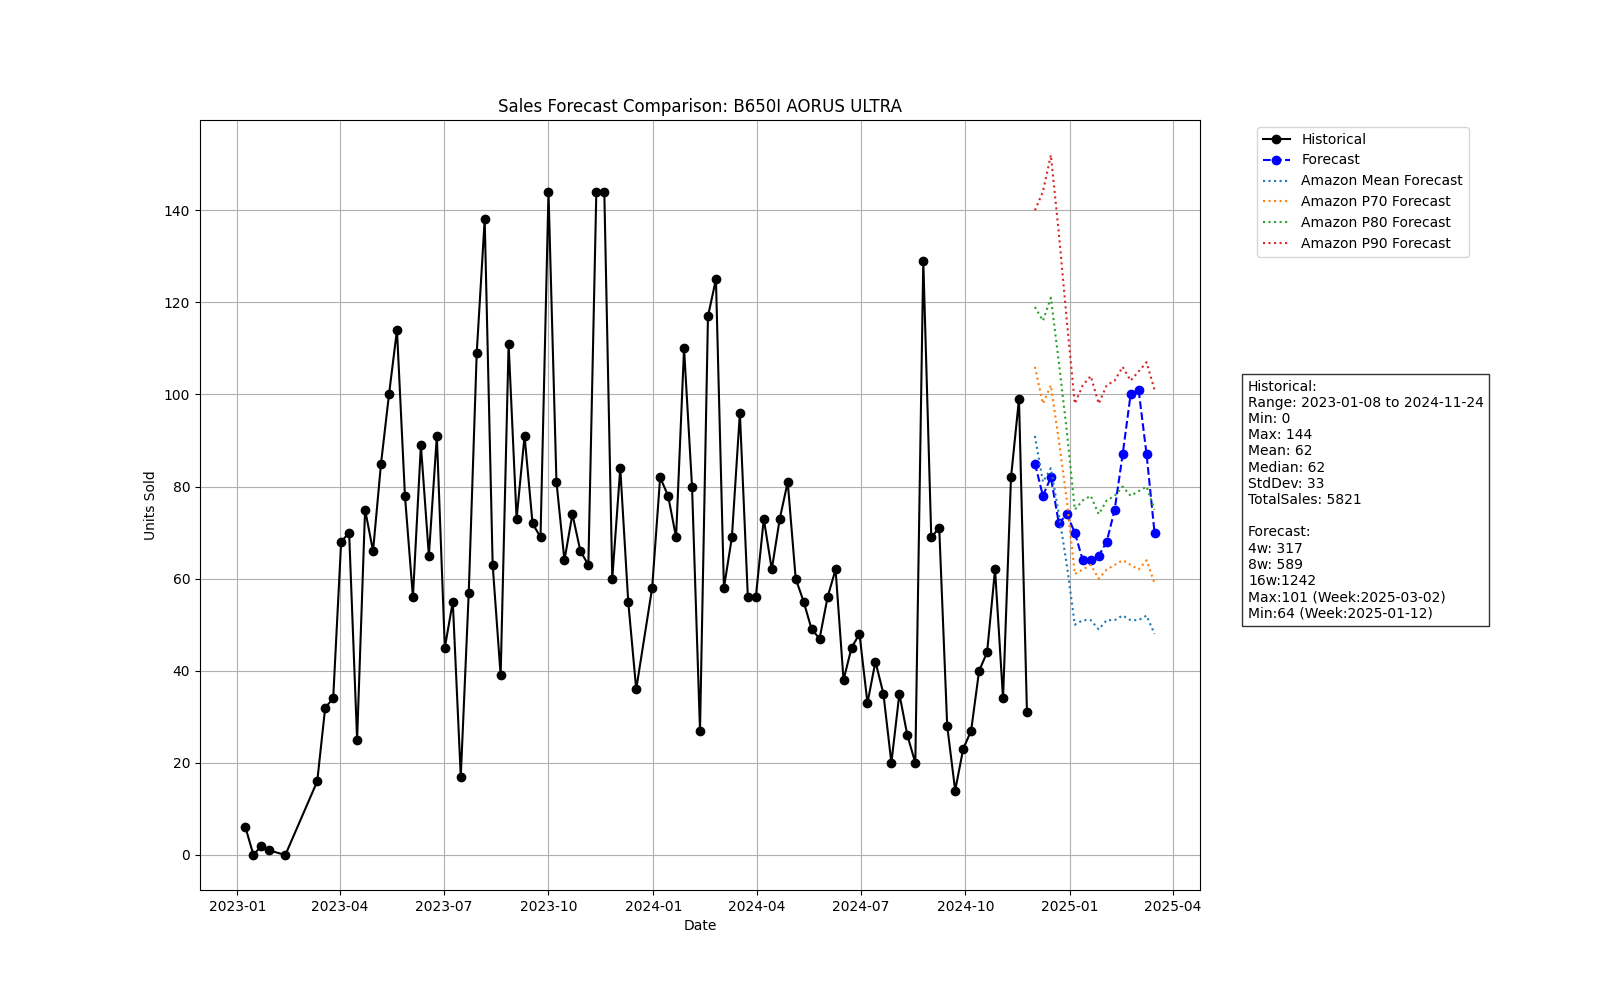 Sales Forecast Comparison: B650I AORUS ULTRA
Units Sold
140
120
100
80
60
40
20
0
2023-01
2023-04
2023-07
2023-10
2024-01
2024-04
2024-07
2024-10
2025-01
2025-04
Date
Historical
Forecast
Amazon Mean Forecast
Amazon P70 Forecast
Amazon P80 Forecast
Amazon P90 Forecast
Historical:
Range: 2023-01-08 to 2024-11-24
Min: 0
Max: 144
Mean: 62
Median: 62
StdDev: 33
TotalSales: 5821
Forecast:
4w: 317
8w: 589
16w:1242
Max:101 (Week:2025-03-02)
Min:64 (Week:2025-01-12)